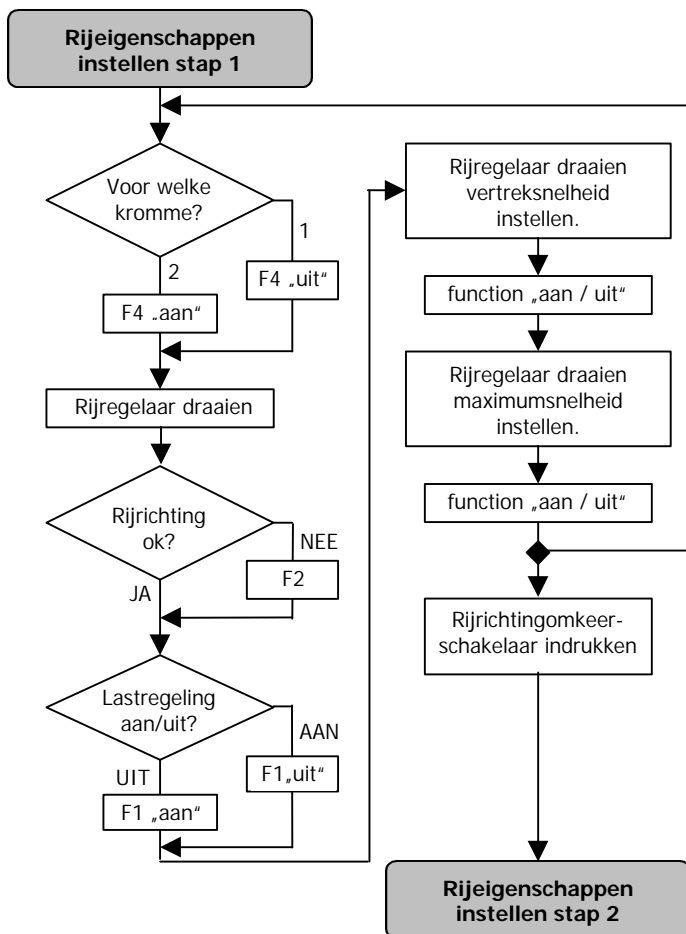 Rijeigenschappen
instellen stap 1
Voor welke
kromme?
1
2
F4 „uit“
F4 „aan“
Rijregelaar draaien
Rijrichting
ok?
NEE
F2
JA
Lastregeling
aan/uit?
AAN
F1„uit“
UIT
F1 „aan“
Rijregelaar draaien
vertreksnelheid
instellen.
function „aan / uit“
Rijregelaar draaien
maximumsnelheid
instellen.
function „aan / uit“
Rijrichtingomkeer-
schakelaar indrukken
Rijeigenschappen
instellen stap 2